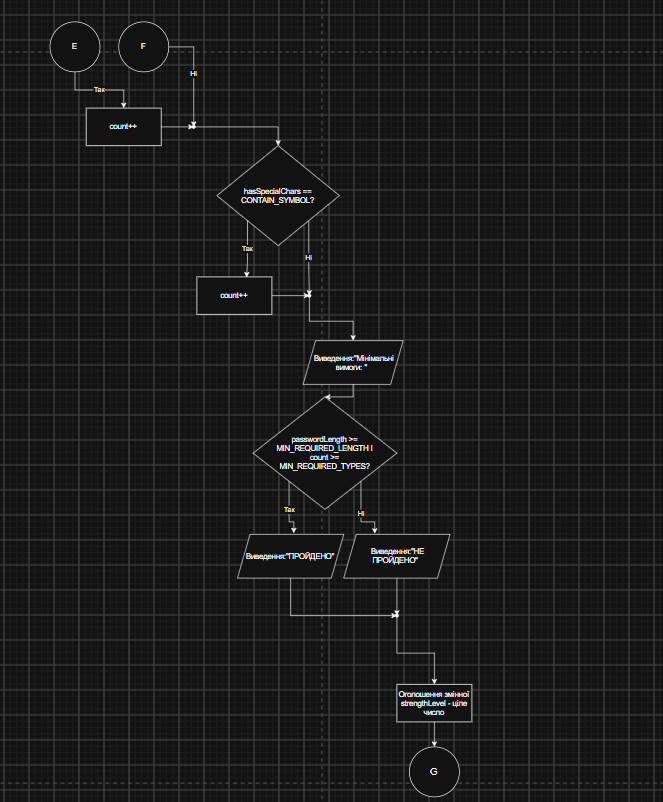 E
F
Ні
Так
count++
hasSpecialChars ==
CONTAIN_SYMBOL?
Так
Ні
count++
Виведення:"Мінімальні
вимоги: "
passwordLength >=
MIN_REQUIRED_LENGTH І
count >=
MIN_REQUIRED_TYPES?
Так
Ні
Виведення:"ПРОЙДЕНО"
Виведення:"НЕ
ПРОЙДЕНО"
Оголошення змінної
strengthLevel - ціле
число
G